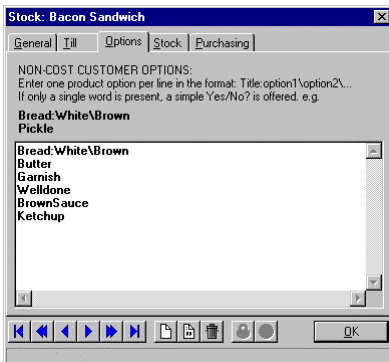 Stock: Bacon Sandwich
General Till Options Stock Purchasing
NON-COST CUSTOMER OPTIONS:
Enter one product option per line in the format: Title:option1\option2\...
If only a single word is present, a simple Yes/No? is offered. e.g.
Bread:White\Brown
Pickle
Bread:White\Brown
Butter
Garnish
Welldone
BrownSauce
Ketchup
OK